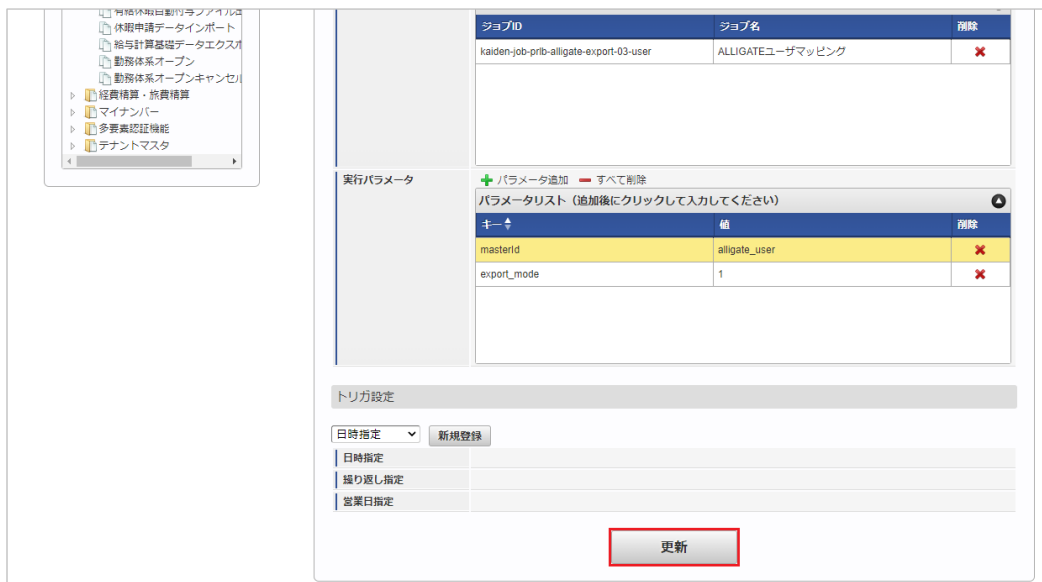 有給休暇自動付与ファイル出
休暇申請データインポート
給与計算基礎データエクスポ
勤務体系オープン
勤務体系オープンキャンセル
経費精算・旅費精算
マイナンバー
多要素認証機能
テナントマスタ
ジョブID ジョブ名 削除
kaiden-job-prlb-alligate-export-03-user ALLIGATEユーザマッピング
実行パラメータ パラメータ追加 すべて削除
パラメータリスト（追加後にクリックして入力してください）
キー 値 削除
masterId alligate_user
export_mode 1
トリガ設定
日時指定 新規登録
日時指定
繰り返し指定
営業日指定
更新